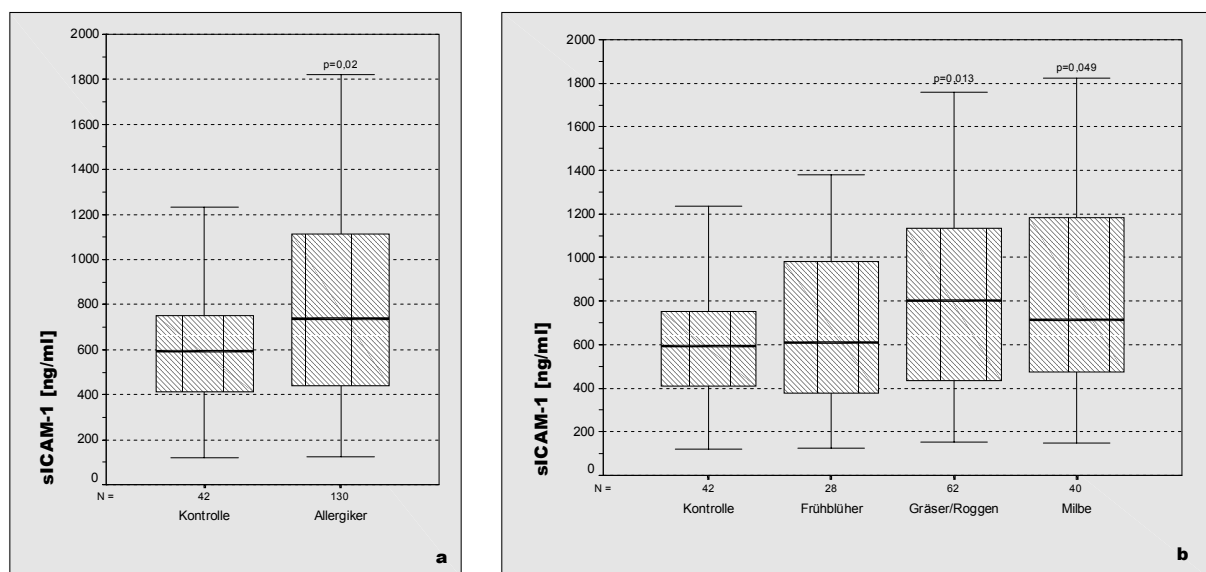 2000
p=0,02
1800
1600
1400
1200
1000
800
600
400
200
0
sICAM-1 [ng/ml]
N = 42 130
Kontrolle Allergiker
a
2000
p=0,013 p=0,049
1800
1600
1400
1200
1000
800
600
400
200
0
sICAM-1 [ng/ml]
N = 42 28 62 40
Kontrolle Frühblüher Gräser/Roggen Milbe
b